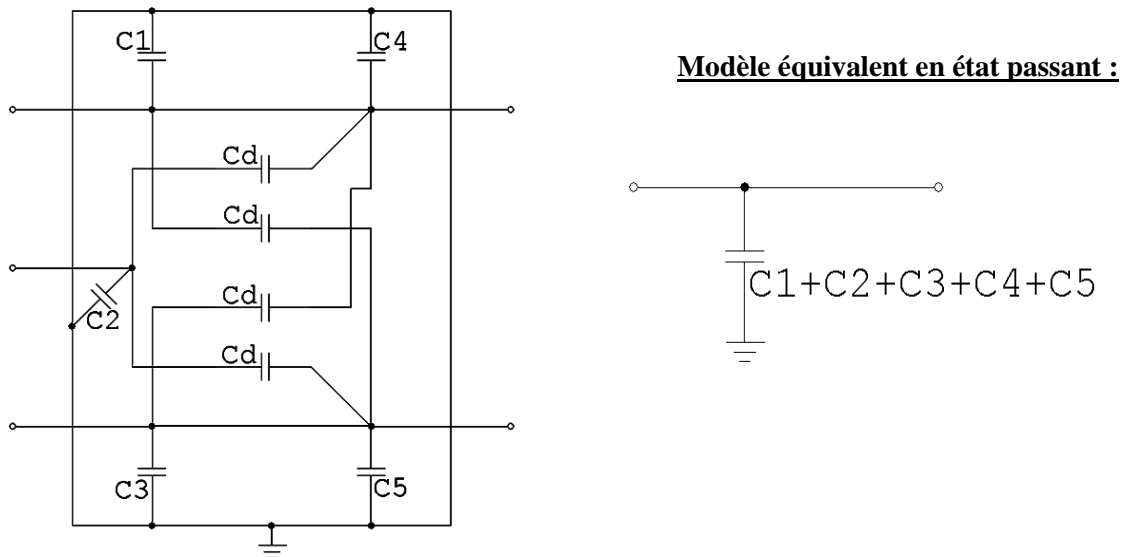 C1
C4
Modèle équivalent en état passant :
Cd
Cd
Cd
C2
Cd
C1+C2+C3+C4+C5
C3
C5